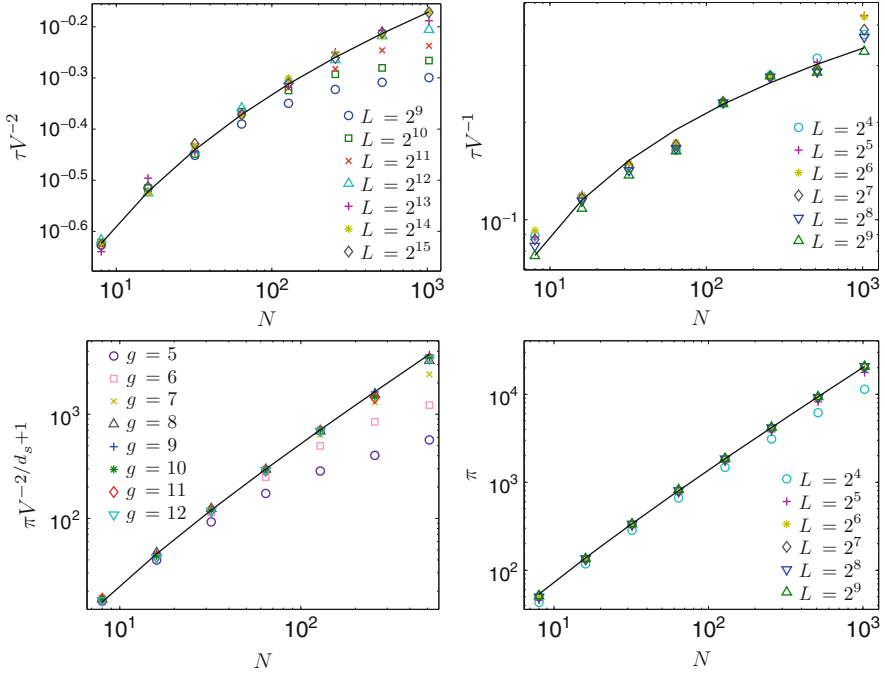 10^{-0.2}
10^{-0.3}
10^{-0.4}
10^{-0.5}
10^{-0.6}
τV^{-2}
L = 2^9
L = 2^{10}
L = 2^{11}
L = 2^{12}
L = 2^{13}
L = 2^{14}
L = 2^{15}
10^1 10^2 10^3
N
τV^{-1}
10^{-1}
L = 2^4
L = 2^5
L = 2^6
L = 2^7
L = 2^8
L = 2^9
10^1 10^2 10^3
N
πV^{-2/d_s+1}
10^3
10^2
g = 5
g = 6
g = 7
g = 8
g = 9
g = 10
g = 11
g = 12
10^1 10^2
N
π
10^4
10^3
10^2
L = 2^4
L = 2^5
L = 2^6
L = 2^7
L = 2^8
L = 2^9
10^1 10^2 10^3
N